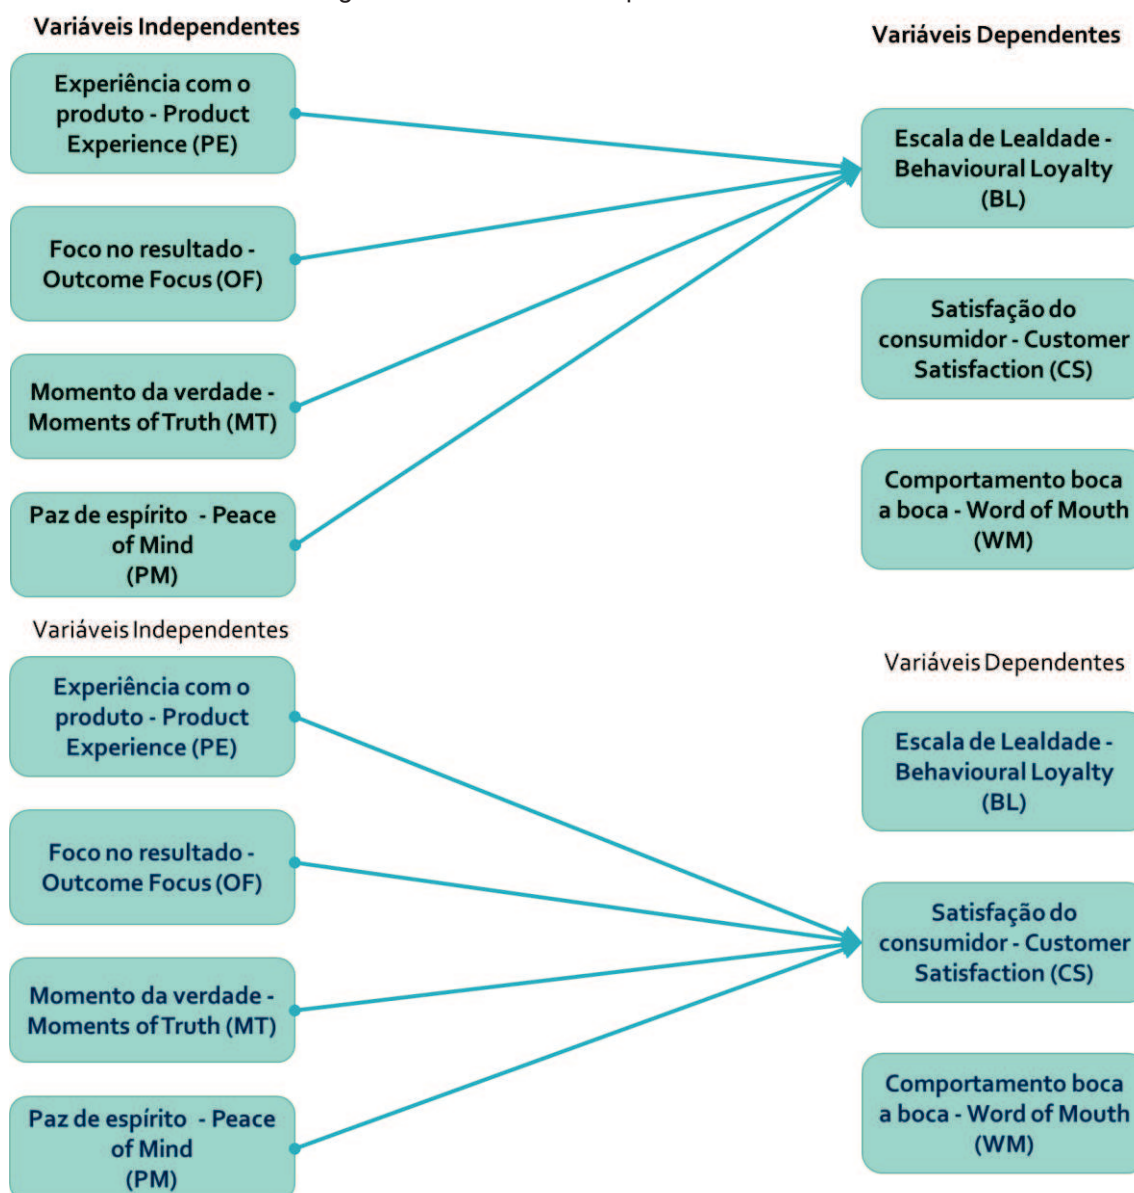 Variáveis Independentes
Variáveis Dependentes
Experiência com o
produto - Product
Experience (PE)
Foco no resultado -
Outcome Focus (OF)
Momento da verdade -
Moments of Truth (MT)
Paz de espírito - Peace
of Mind
(PM)
Escala de Lealdade -
Behavioural Loyalty
(BL)
Satisfação do
consumidor - Customer
Satisfaction (CS)
Comportamento boca
a boca - Word of Mouth
(WM)
Variáveis Independentes
Variáveis Dependentes
Experiência com o
produto - Product
Experience (PE)
Foco no resultado -
Outcome Focus (OF)
Momento da verdade -
Moments of Truth (MT)
Paz de espírito - Peace
of Mind
(PM)
Escala de Lealdade -
Behavioural Loyalty
(BL)
Satisfação do
consumidor - Customer
Satisfaction (CS)
Comportamento boca
a boca - Word of Mouth
(WM)